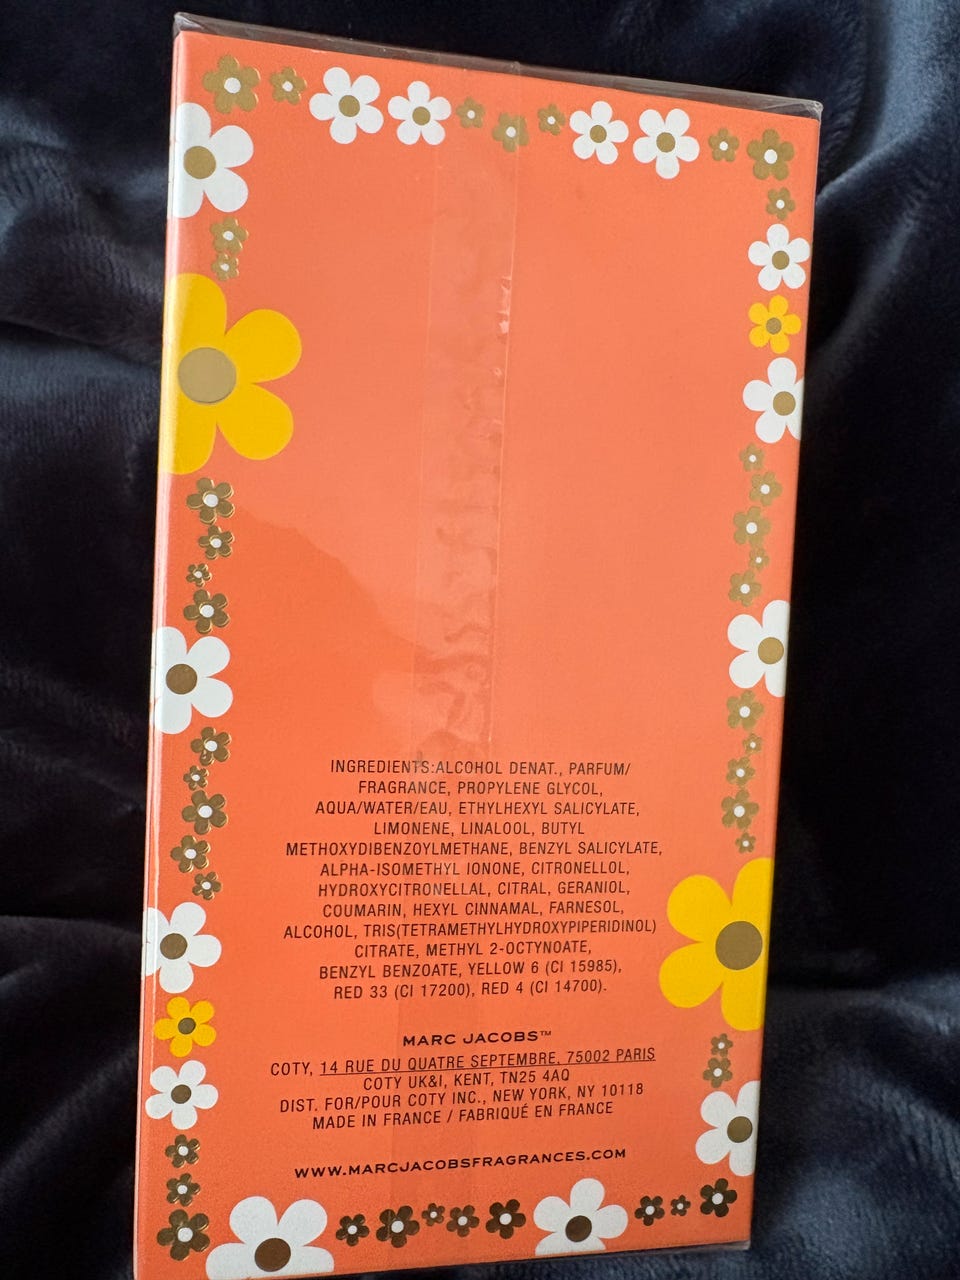 INGREDIENTS:ALCOHOL DENAT., PARFUM/
FRAGRANCE, PROPYLENE GLYCOL,
AQUA/WATER/EAU, ETHYLHEXYL SALICYLATE,
LIMONENE, LINALOOL, BUTYL
METHOXYDIBENZOYLMETHANE, BENZYL SALICYLATE,
ALPHA-ISOMETHYL IONONE, CITRONELLOL,
HYDROXYCITRONELLAL, CITRAL, GERANIOL,
COUMARIN, HEXYL CINNAMAL, FARNESOL,
ALCOHOL, TRIS(TETRAMETHYLHYDROXYPIPERIDINOL)
CITRATE, METHYL 2-OCTYNOATE,
BENZYL BENZOATE, YELLOW 6 (CI 15985),
RED 33 (CI 17200), RED 4 (CI 14700).
MARC JACOBS™
COTY, 14 RUE DU QUATRE SEPTEMBRE, 75002 PARIS
COTY UK&I, KENT, TN25 4AQ
DIST. FOR/POUR COTY INC., NEW YORK, NY 10118
MADE IN FRANCE / FABRIQUÉ EN FRANCE
WWW.MARCJACOBSFRAGRANCES.COM